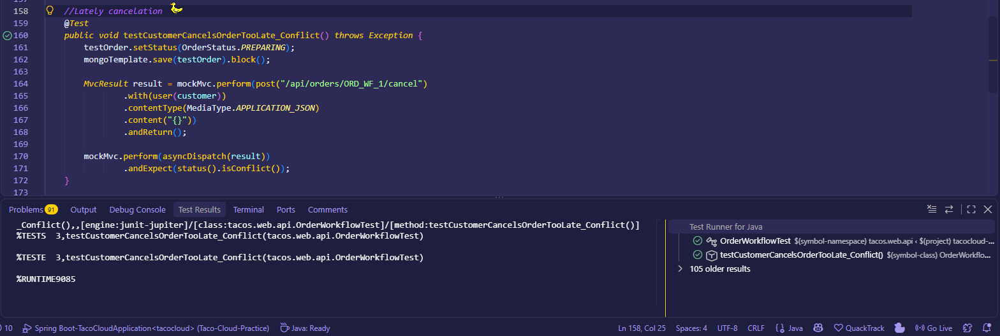 157
158 //Lately cancelation
159 @Test
160 public void testCustomerCancelsOrderTooLate_Conflict() throws Exception {
161 testOrder.setStatus(OrderStatus.PREPARING);
162 mongoTemplate.save(testOrder).block();
163
164 MvcResult result = mockMvc.perform(post("/api/orders/ORD_WF_1/cancel")
165 .with(user(customer))
166 .contentType(MediaType.APPLICATION_JSON)
167 .content("{}"))
168 .andReturn();
169
170 mockMvc.perform(asyncDispatch(result))
171 .andExpect(status().isConflict());
172 }
173
Problems 91 Output Debug Console Test Results Terminal Ports Comments
_Conflict(),,[engine:junit-jupiter]/[class:tacos.web.api.OrderWorkflowTest]/[method:testCustomerCancelsOrderTooLate_Conflict()]
%TESTS 3,testCustomerCancelsOrderTooLate_Conflict(tacos.web.api.OrderWorkflowTest)
%TESTE 3,testCustomerCancelsOrderTooLate_Conflict(tacos.web.api.OrderWorkflowTest)
%RUNTIME9085
Test Runner for Java
OrderWorkflowTest $(symbol-namespace) tacos.web.api < $(project) tacocloud-...
testCustomerCancelsOrderTooLate_Conflict() $(symbol-class) OrderWorkflo...
105 older results
10 Spring Boot-TacoCloudApplication<tacocloud> (Taco-Cloud-Practice) Java: Ready Ln 158, Col 25 Spaces: 4 UTF-8 CRLF {} Java QuackTrack Go Live